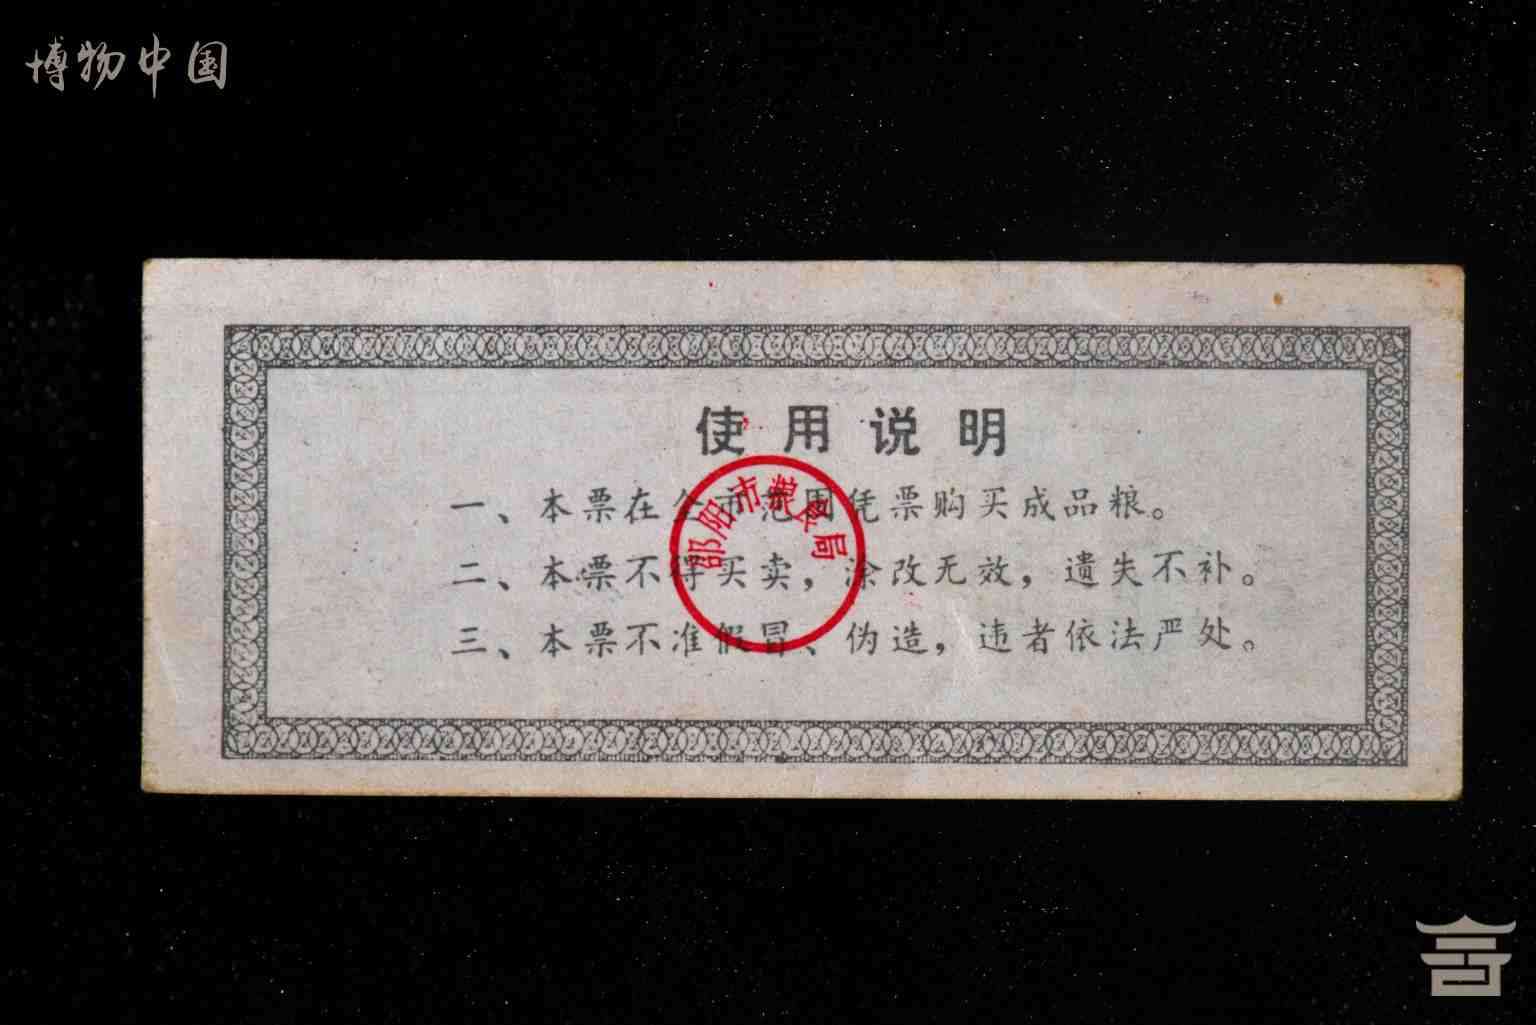 博物中国
使用说明
一、本票在全市范围凭票购买成品粮。
二、本票不得买卖，涂改无效，遗失不补。
三、本票不准假冒、伪造，违者依法严处。
邵阳市粮食局